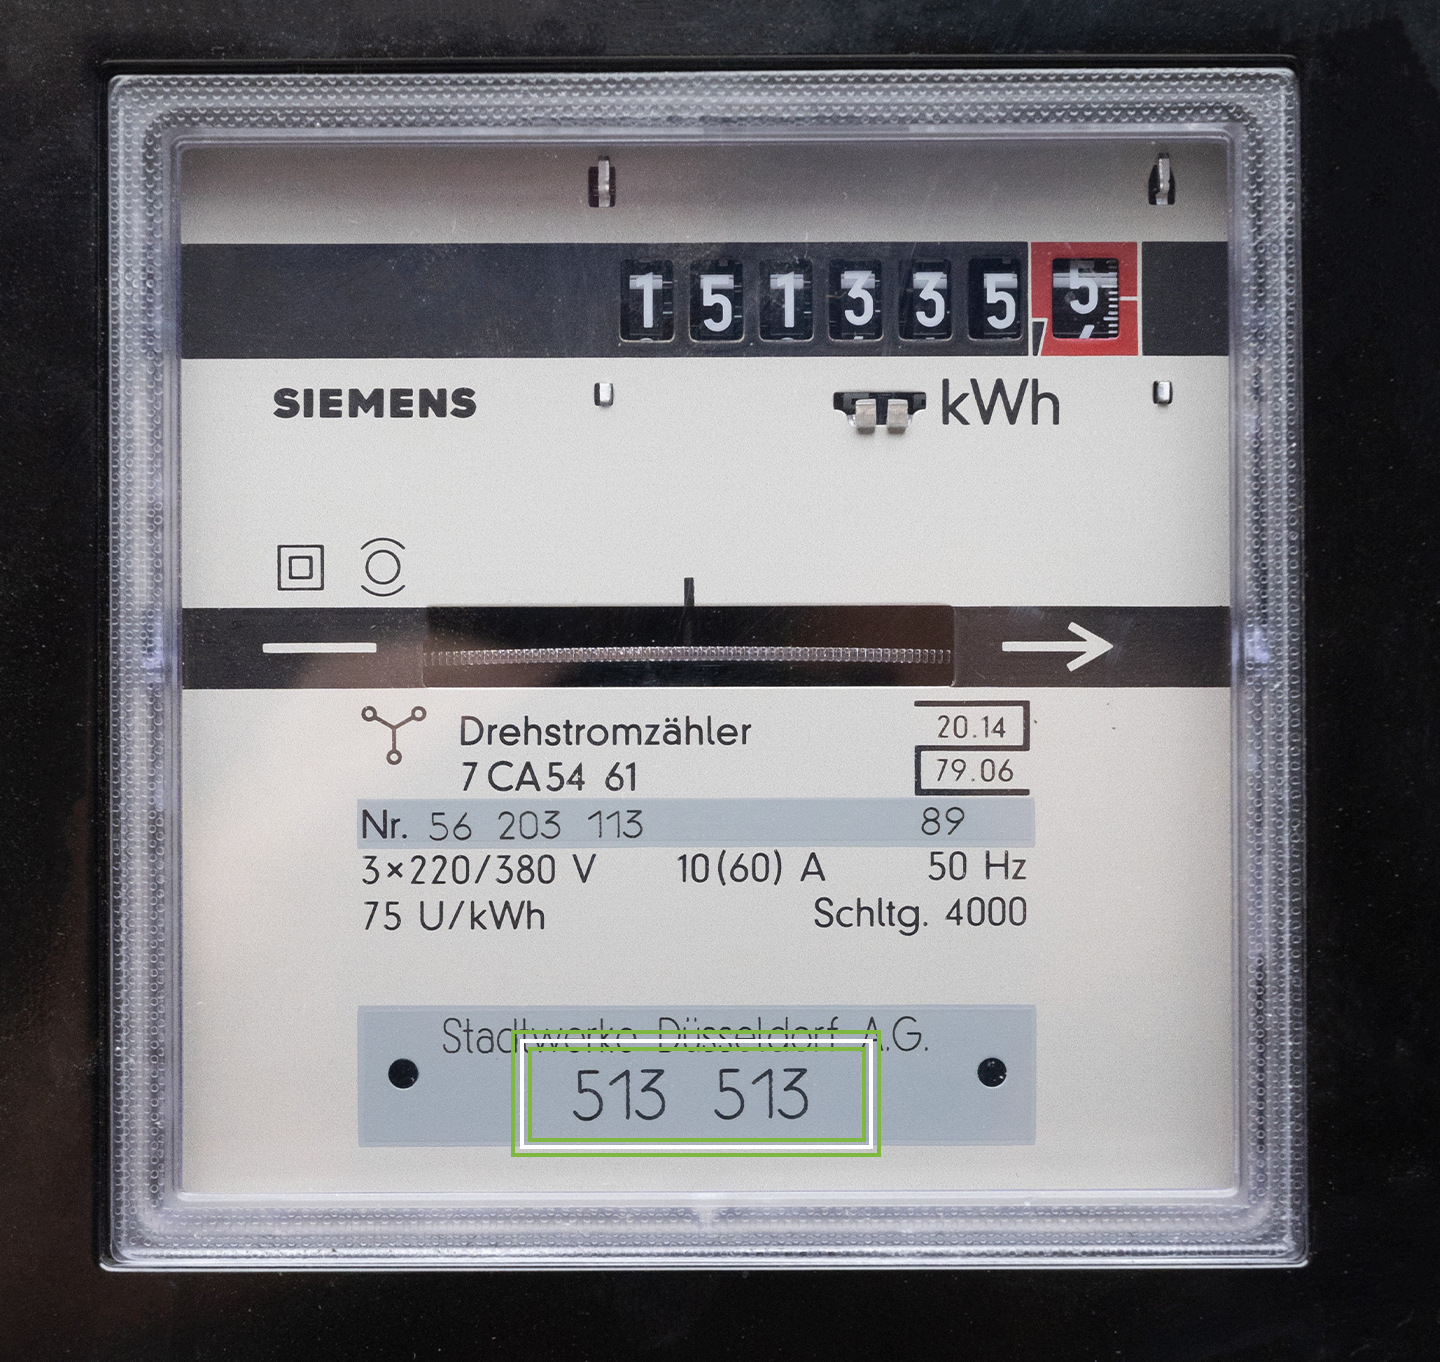 151335 5
SIEMENS
kWh
Drehstromzähler
20.14
7 CA54 61
79.06
Nr. 56 203 113 89
3×220/380 V 10(60) A 50 Hz
75 U/kWh Schltg. 4000
Stadtwerke Düsseldorf A.G.
513 513